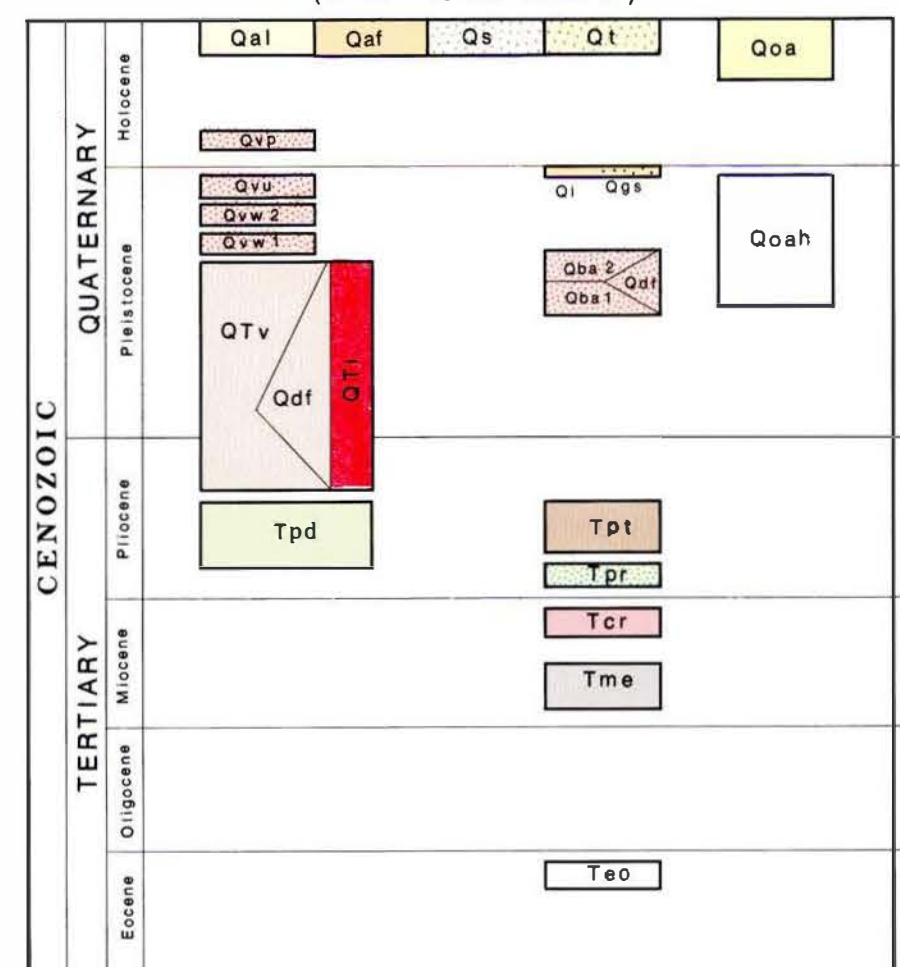 Qal Qaf Qs Qt Qoa
Holocene
Qvp
QUATERNARY
Qvu
Qvw 2
Qvw 1
Qi Qgs
Qoah
Pleistocene
Qba 2
Qba 1
Qdf
QTv
Qdf
QTi
CENOZOIC
Pliocene
Tpd
Tpt
Tpr
TERTIARY
Miocene
Tcr
Tme
Oligocene
Eocene
Teo